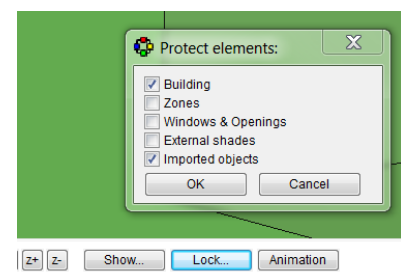 Protect elements:
Building
Zones
Windows & Openings
External shades
Imported objects
OK Cancel
z+ z- Show... Lock... Animation